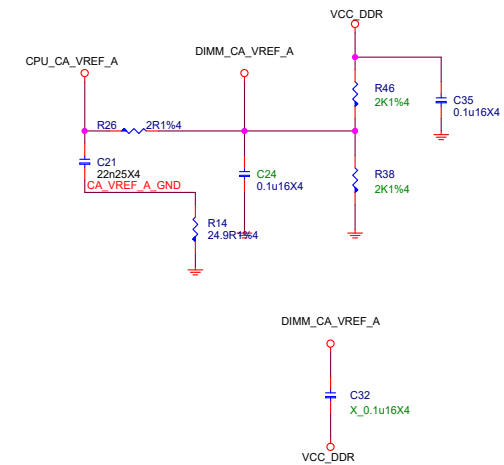 VCC_DDR
DIMM_CA_VREF_A
CPU_CA_VREF_A
R46
2K1%4
C35
0.1u16X4
R26
2R1%4
C21
22n25X4
CA_VREF_A_GND
C24
0.1u16X4
R38
2K1%4
R14
24.9R1%4
DIMM_CA_VREF_A
C32
X_0.1u16X4
VCC_DDR